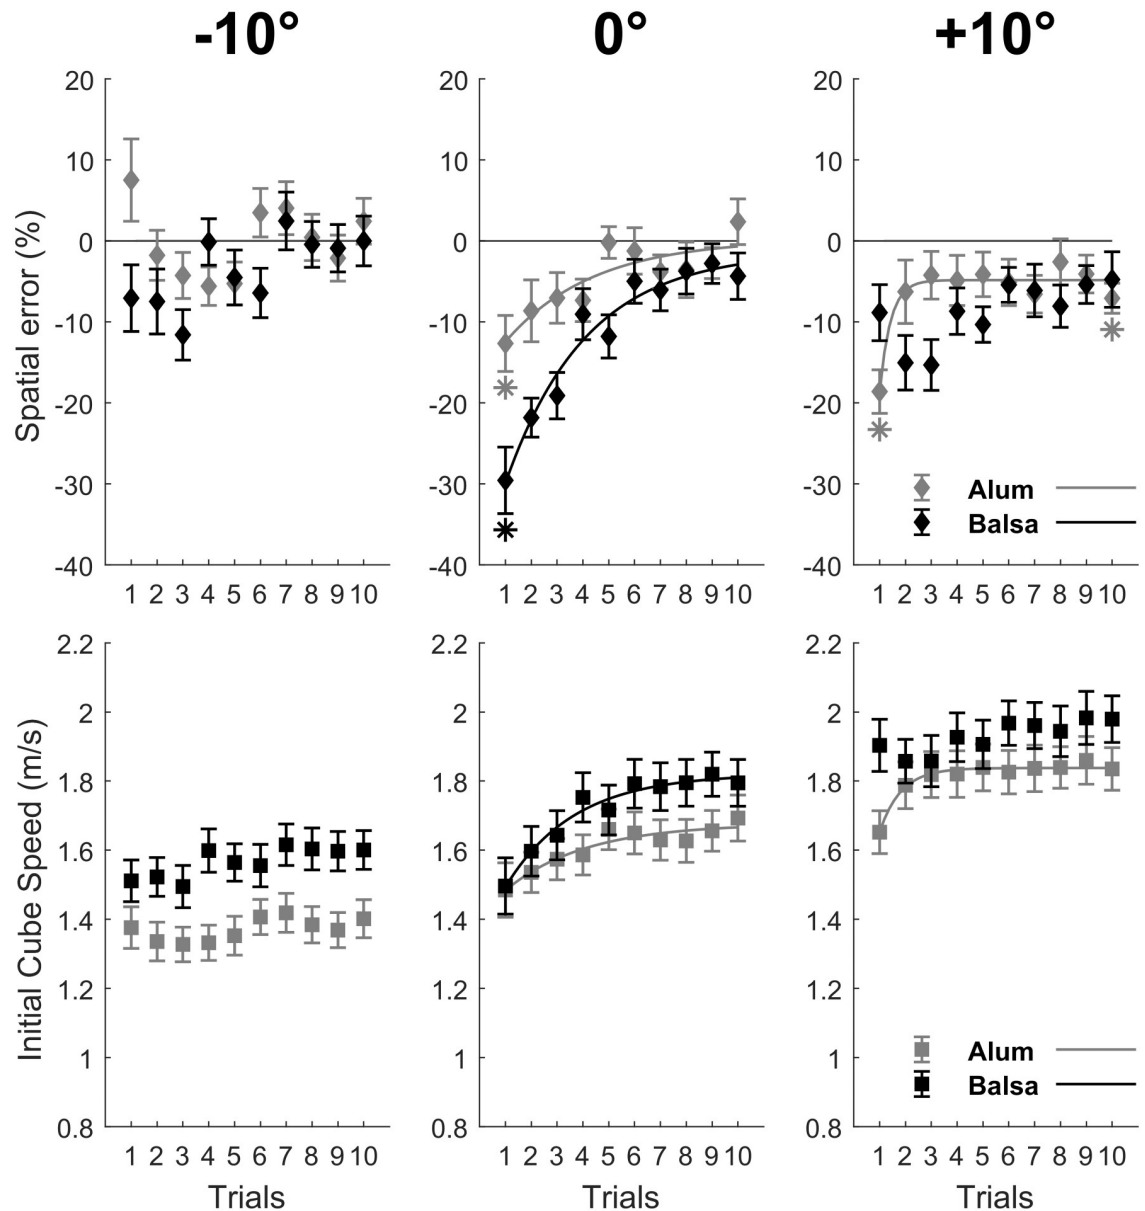 -10° 0° +10°
Spatial error (%)
20 20 20
10 10 10
0 0 0
-10 -10 -10
-20 -20 -20
-30 -30 -30
-40 -40 -40
Alum
Balsa
1 2 3 4 5 6 7 8 9 10 1 2 3 4 5 6 7 8 9 10 1 2 3 4 5 6 7 8 9 10
Initial Cube Speed (m/s)
2.2 2.2 2.2
2 2 2
1.8 1.8 1.8
1.6 1.6 1.6
1.4 1.4 1.4
1.2 1.2 1.2
1 1 1
0.8 0.8 0.8
Alum
Balsa
1 2 3 4 5 6 7 8 9 10 1 2 3 4 5 6 7 8 9 10 1 2 3 4 5 6 7 8 9 10
Trials Trials Trials